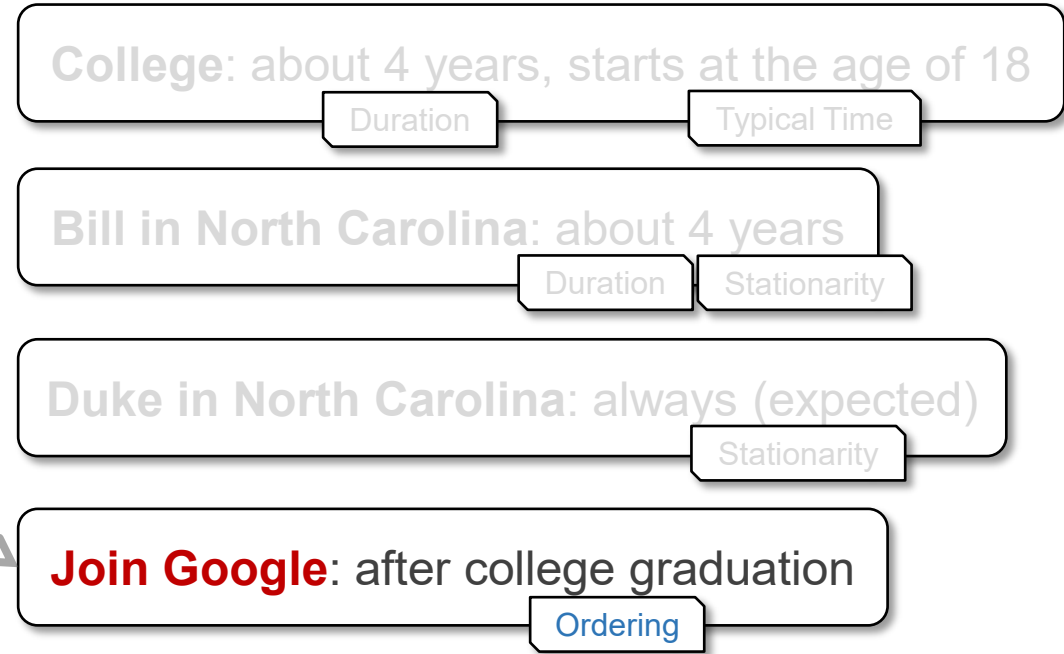 College: about 4 years, starts at the age of 18
Duration
Typical Time
Bill in North Carolina: about 4 years
Duration
Stationarity
Duke in North Carolina: always (expected)
Stationarity
Join Google: after college graduation
Ordering